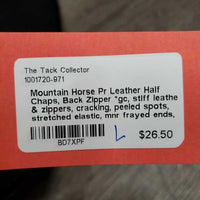 The Tack Collector
1001720-971
Mountain Horse Pr Leather Half
Chaps, Back Zipper *gc, stiff leathe
& zippers, cracking, peeled spots,
stretched elastic, mnr frayed ends,
L $26.50
BD7XPF